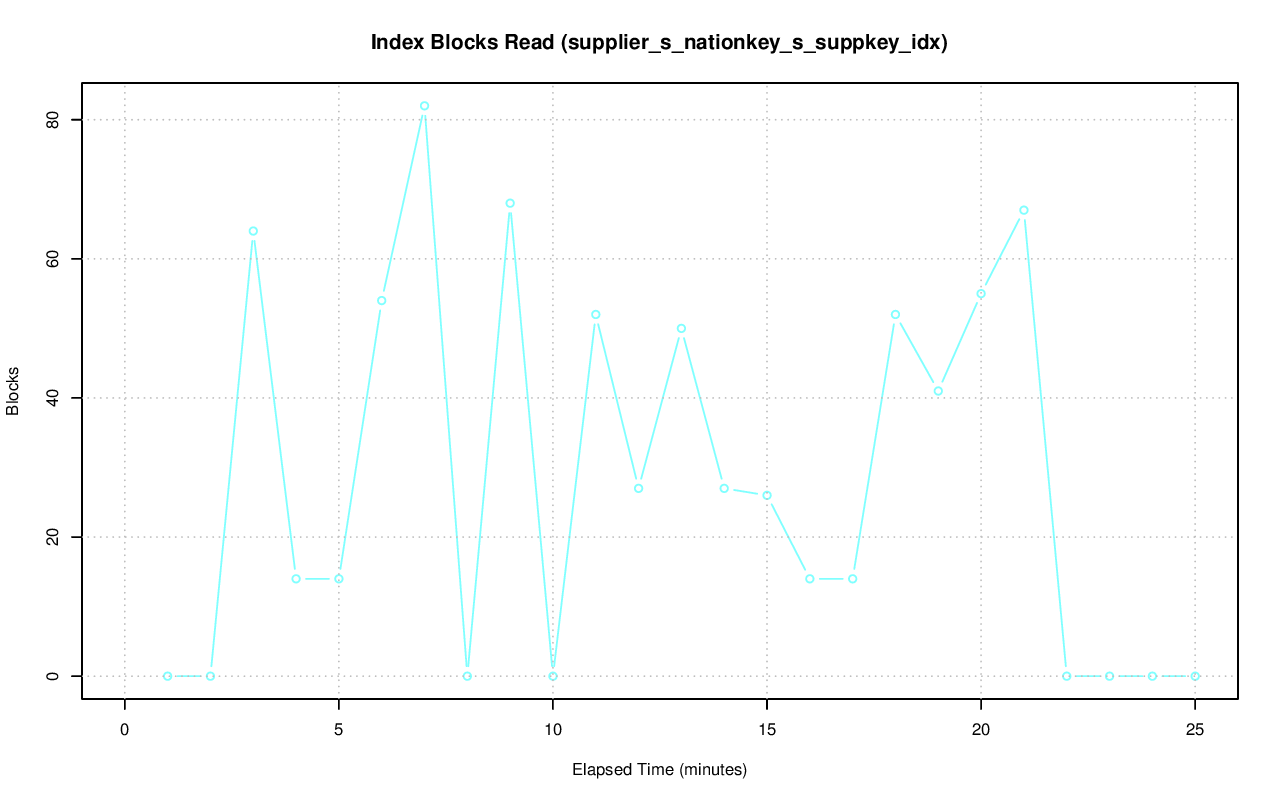 Index Blocks Read (supplier_s_nationkey_s_suppkey_idx)
80
60
40
20
0
Blocks
0 5 10 15 20 25
Elapsed Time (minutes)